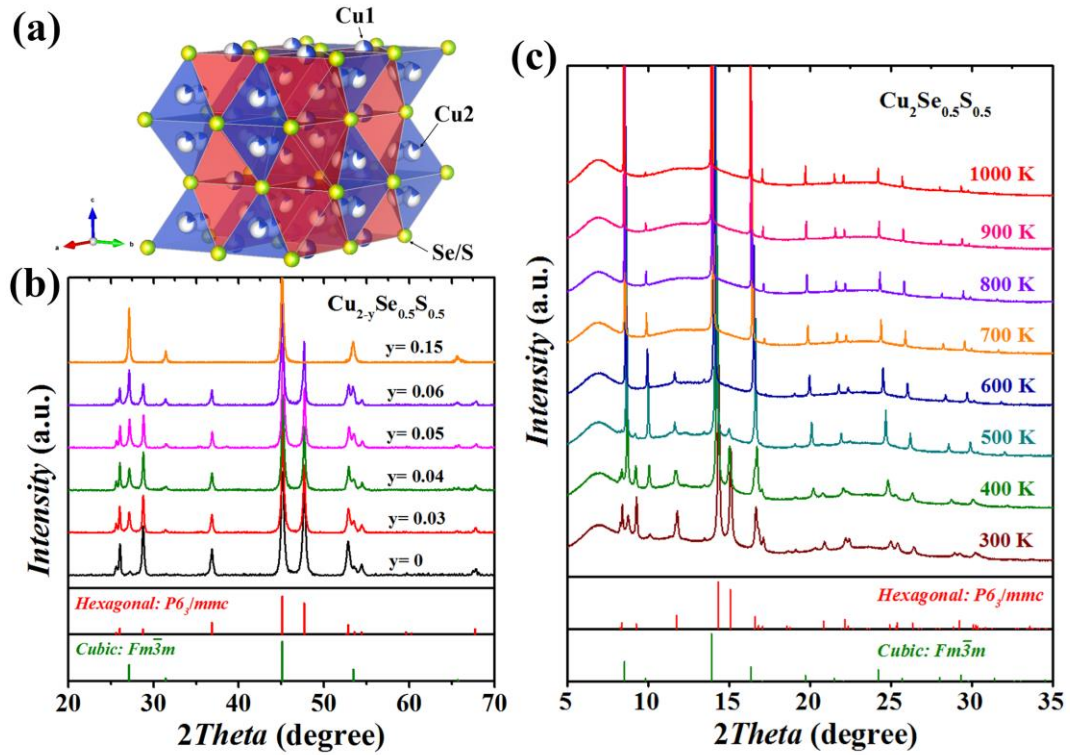 (a)
Cu1
Cu2
Se/S
a
b
c
(b)
Cu2-ySe0.5S0.5
y= 0.15
y= 0.06
y= 0.05
y= 0.04
y= 0.03
y= 0
Intensity (a.u.)
Hexagonal: P63/mmc
Cubic: Fm3̄m
20 30 40 50 60 70
2Theta (degree)
(c)
Cu2Se0.5S0.5
1000 K
900 K
800 K
700 K
600 K
500 K
400 K
300 K
Intensity (a.u.)
Hexagonal: P63/mmc
Cubic: Fm3̄m
5 10 15 20 25 30 35
2Theta (degree)